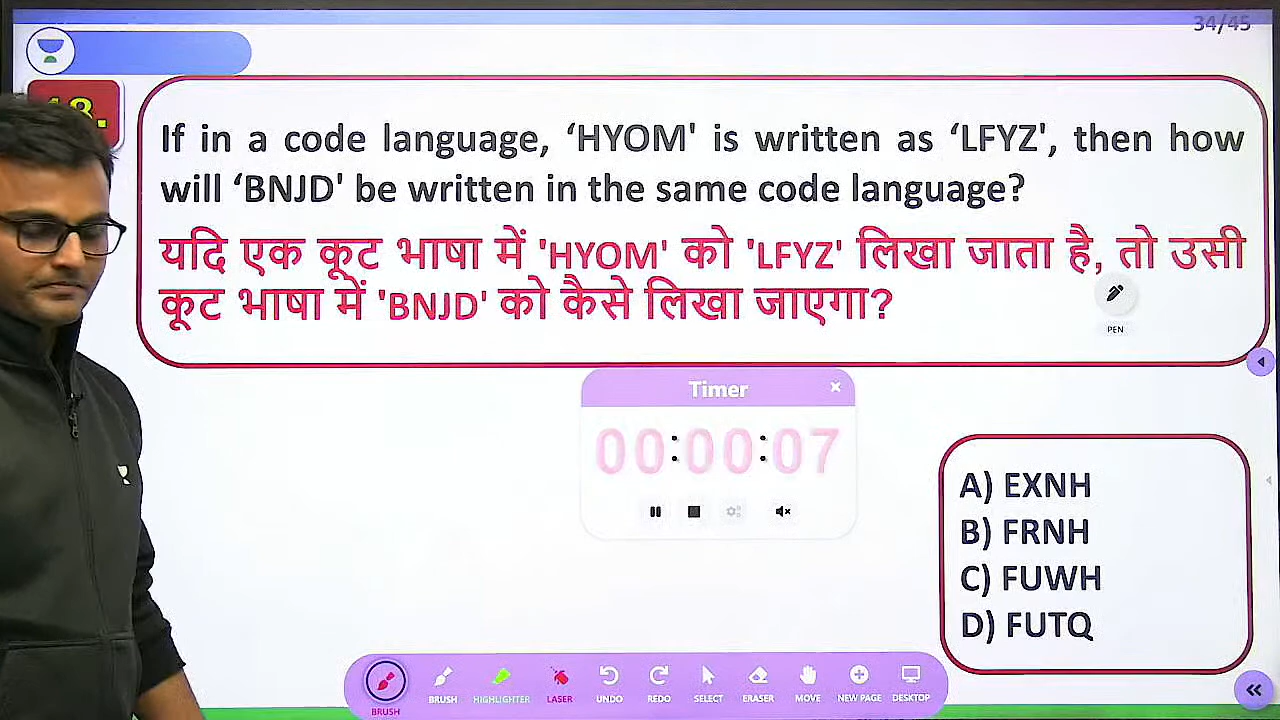 34/45
18.
If in a code language, ‘HYOM' is written as ‘LFYZ', then how
will ‘BNJD' be written in the same code language?
यदि एक कूट भाषा में 'HYOM' को 'LFYZ' लिखा जाता है, तो उसी
कूट भाषा में 'BNJD' को कैसे लिखा जाएगा?
PEN
Timer
00:00:07
A) EXNH
B) FRNH
C) FUWH
D) FUTQ
BRUSH
BRUSH
HIGHLIGHTER
LASER
UNDO
REDO
SELECT
ERASER
MOVE
NEW PAGE
DESKTOP